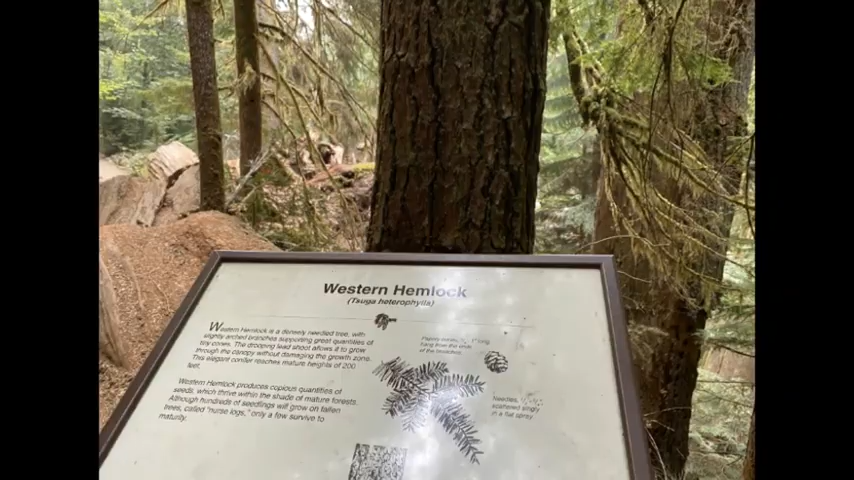 Western Hemlock
(Tsuga heterophylla)
Western Hemlock is a densely needled tree, with
slightly arched branches supporting great quantities of
tiny cones. The drooping lead shoot allows it to grow
through the canopy without damaging the growth zone.
This elegant conifer reaches mature heights of 200
feet.
Western Hemlock produces copious quantities of
seeds, which thrive within the shade of mature forests.
Although hundreds of seedlings will grow on fallen
trees, called "nurse logs," only a few survive to
maturity.
Papery cones, 1" long,
hang from the ends
of the branches
Needles,
scattered singly
in a flat spray